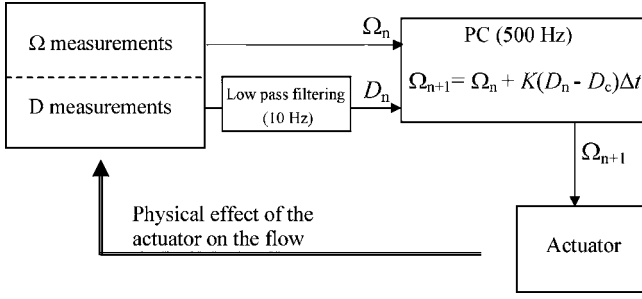 Ω measurements
D measurements
Low pass filtering
(10 Hz)
Ωₙ
Dₙ
PC (500 Hz)
Ωₙ₊₁= Ωₙ + K(Dₙ - D_c)Δt
Ωₙ₊₁
Actuator
Physical effect of the
actuator on the flow